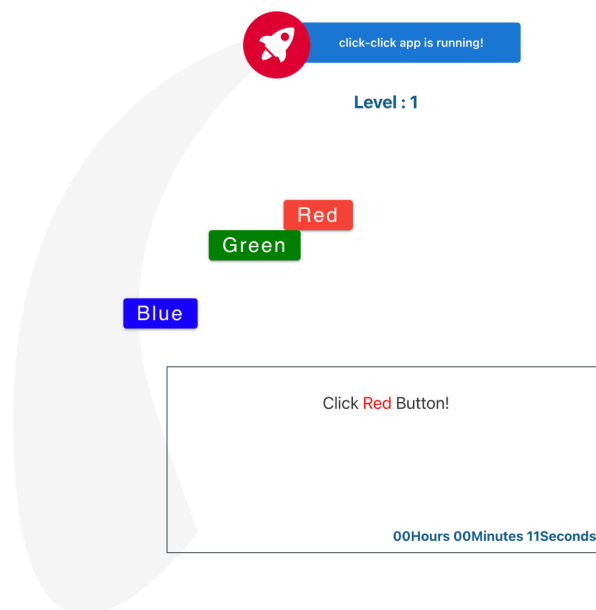 click-click app is running!
Level : 1
Red
Green
Blue
Click Red Button!
00Hours 00Minutes 11Seconds